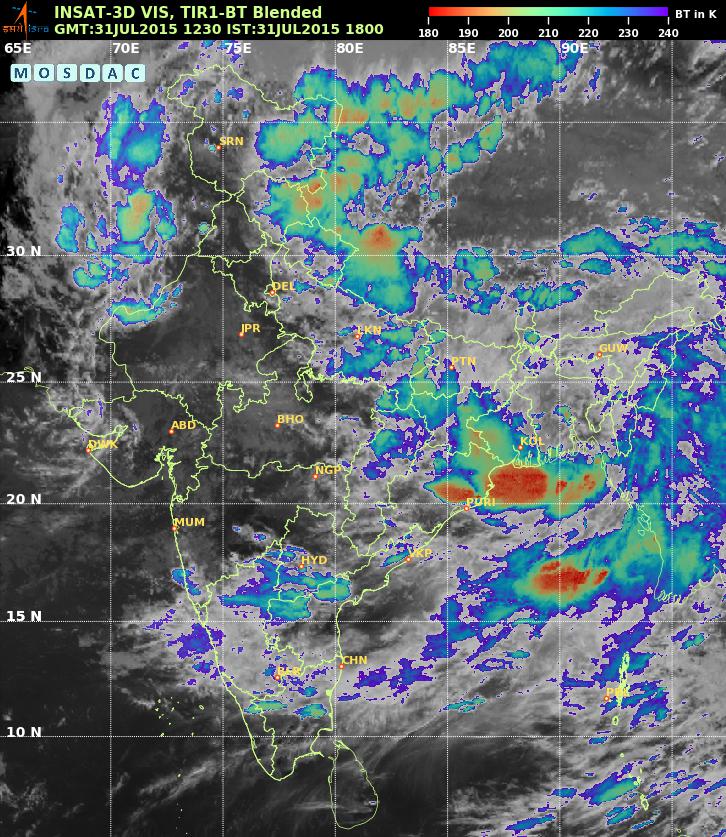 INSAT-3D VIS, TIR1-BT Blended
GMT:31JUL2015 1230 IST:31JUL2015 1800
BT in K
180 190 200 210 220 230 240
65E 70E 75E 80E 85E 90E
MOSDAC
SRN
30 N
DEL
JPR
LKN
GUW
PTN
25 N
ABD
BHO
DWK
KOL
NGP
20 N
PURI
MUM
VKP
HYD
15 N
CHN
10 N